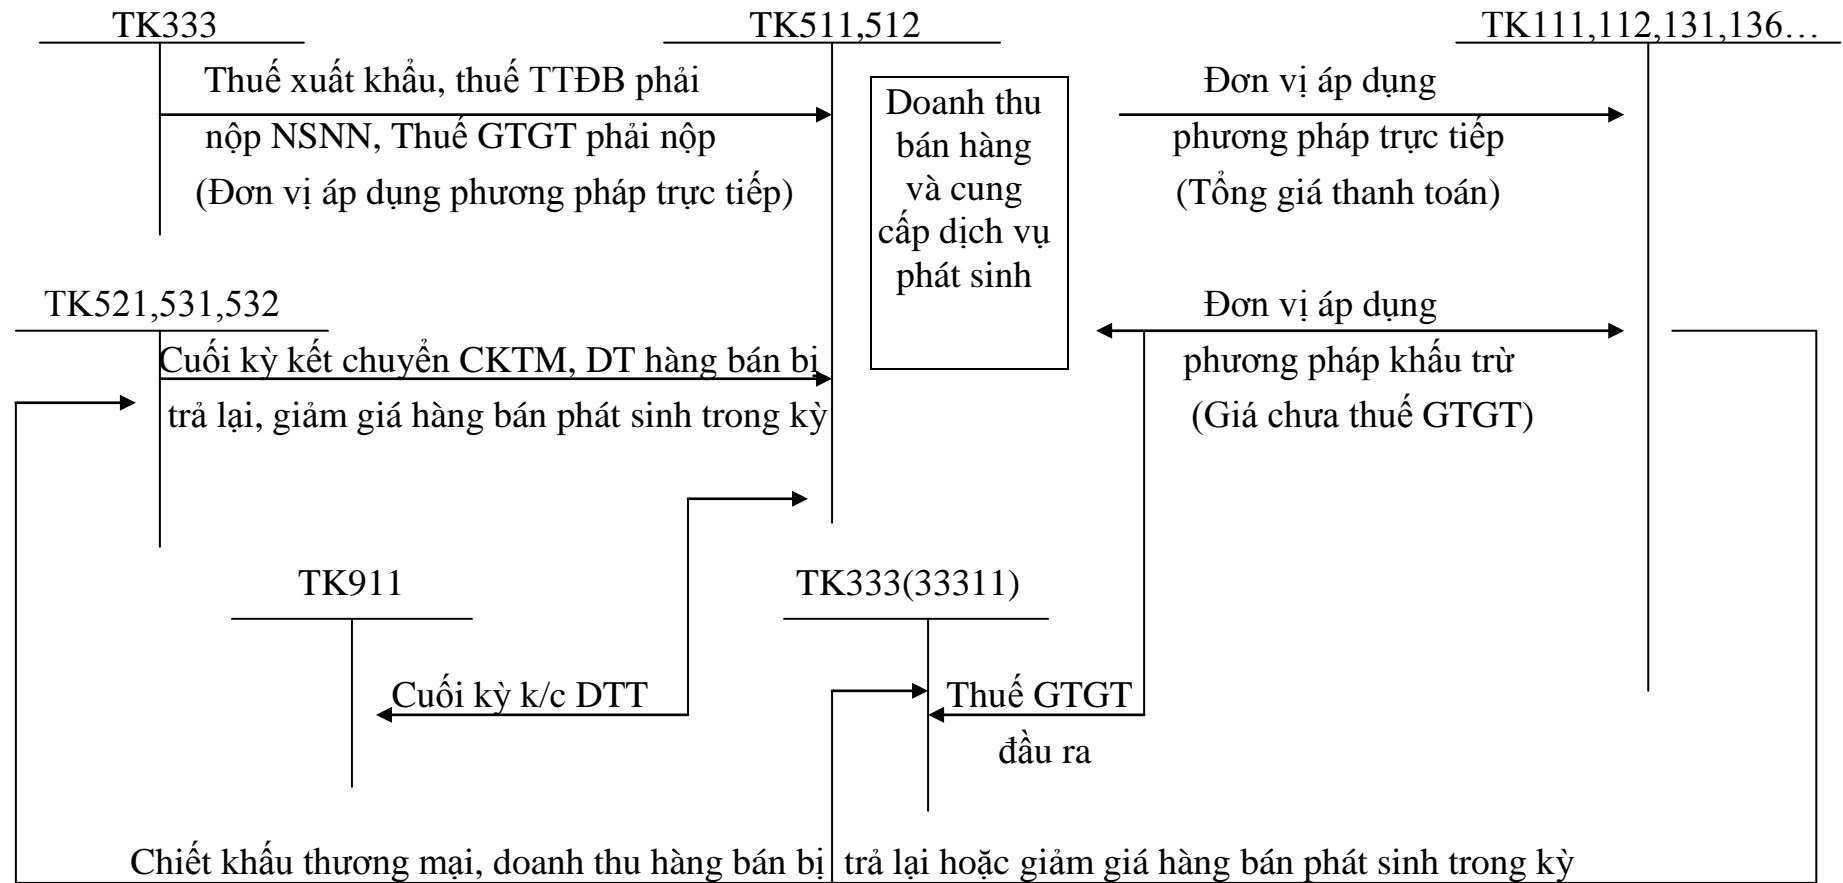 TK333
TK511,512
TK111,112,131,136…
Thuế xuất khẩu, thuế TTĐB phải
nộp NSNN, Thuế GTGT phải nộp
(Đơn vị áp dụng phương pháp trực tiếp)
Doanh thu
bán hàng
và cung
cấp dịch vụ
phát sinh
Đơn vị áp dụng
phương pháp trực tiếp
(Tổng giá thanh toán)
TK521,531,532
Cuối kỳ kết chuyển CKTM, DT hàng bán bị
trả lại, giảm giá hàng bán phát sinh trong kỳ
Đơn vị áp dụng
phương pháp khấu trừ
(Giá chưa thuế GTGT)
TK911
TK333(33311)
Cuối kỳ k/c DTT
Thuế GTGT
đầu ra
Chiết khấu thương mại, doanh thu hàng bán bị trả lại hoặc giảm giá hàng bán phát sinh trong kỳ